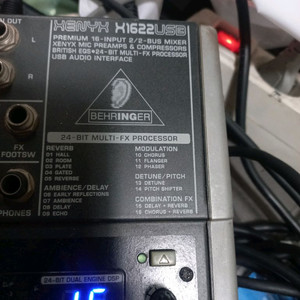 XENYX X1622USB
PREMIUM 16-INPUT 2/2-BUS MIXER
XENYX MIC PREAMPS & COMPRESSORS
BRITISH EQS•24-BIT MULTI-FX PROCESSOR
USB AUDIO INTERFACE
OUT
L
R
BEHRINGER
24-BIT MULTI-FX PROCESSOR
FX
FOOTSW
PHONES
REVERB
01 HALL
02 ROOM
03 PLATE
04 GATED
05 REVERSE
AMBIENCE/DELAY
06 EARLY REFLECTIONS
07 AMBIENCE
08 DELAY
09 ECHO
MODULATION
10 CHORUS
11 FLANGER
12 PHASER
DETUNE/PITCH
13 DETUNE
14 PITCH SHIFTER
COMBINATION FX
15 DELAY + REVERB
16 CHORUS + REVERB
24-BIT DUAL ENGINE DSP